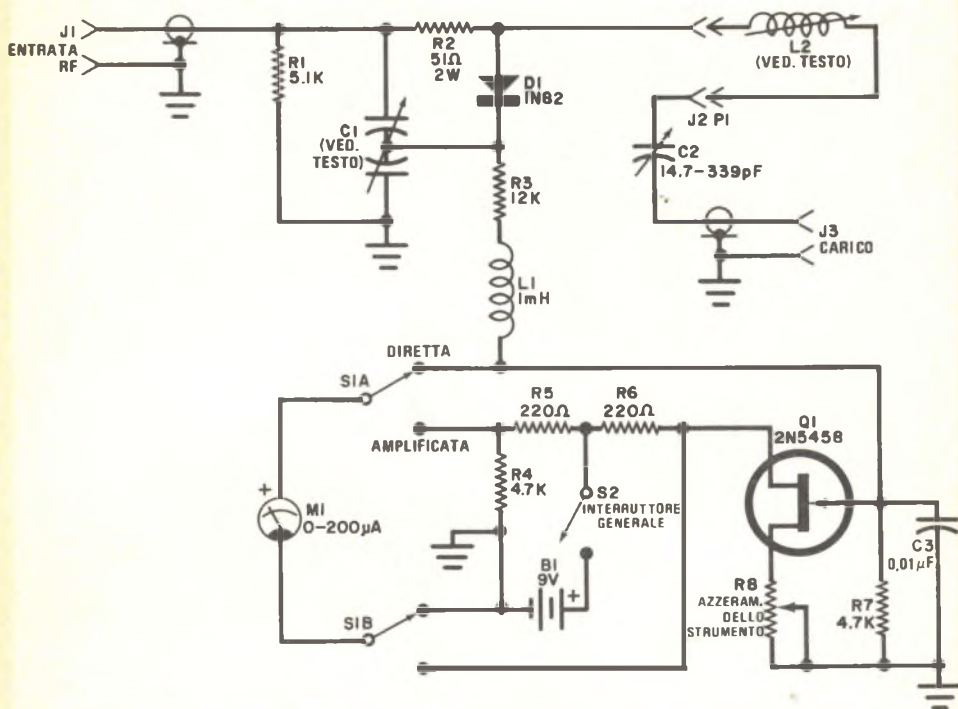 J1
ENTRATA
RF
R1
5.1K
R2
51Ω
2W
D1
1N82
C1
(VED.
TESTO)
R3
12K
L1
1mH
L2
(VED. TESTO)
J2 P1
C2
14.7-339pF
J3
CARICO
DIRETTA
S1A
AMPLIFICATA
R5
220Ω
R6
220Ω
R4
4.7K
S2
INTERRUTTORE
GENERALE
Q1
2N5458
+
M1
0-200μA
B1
9V
+
S1B
R8
AZZERAM.
DELLO
STRUMENTO
R7
4.7K
C3
0,01μF